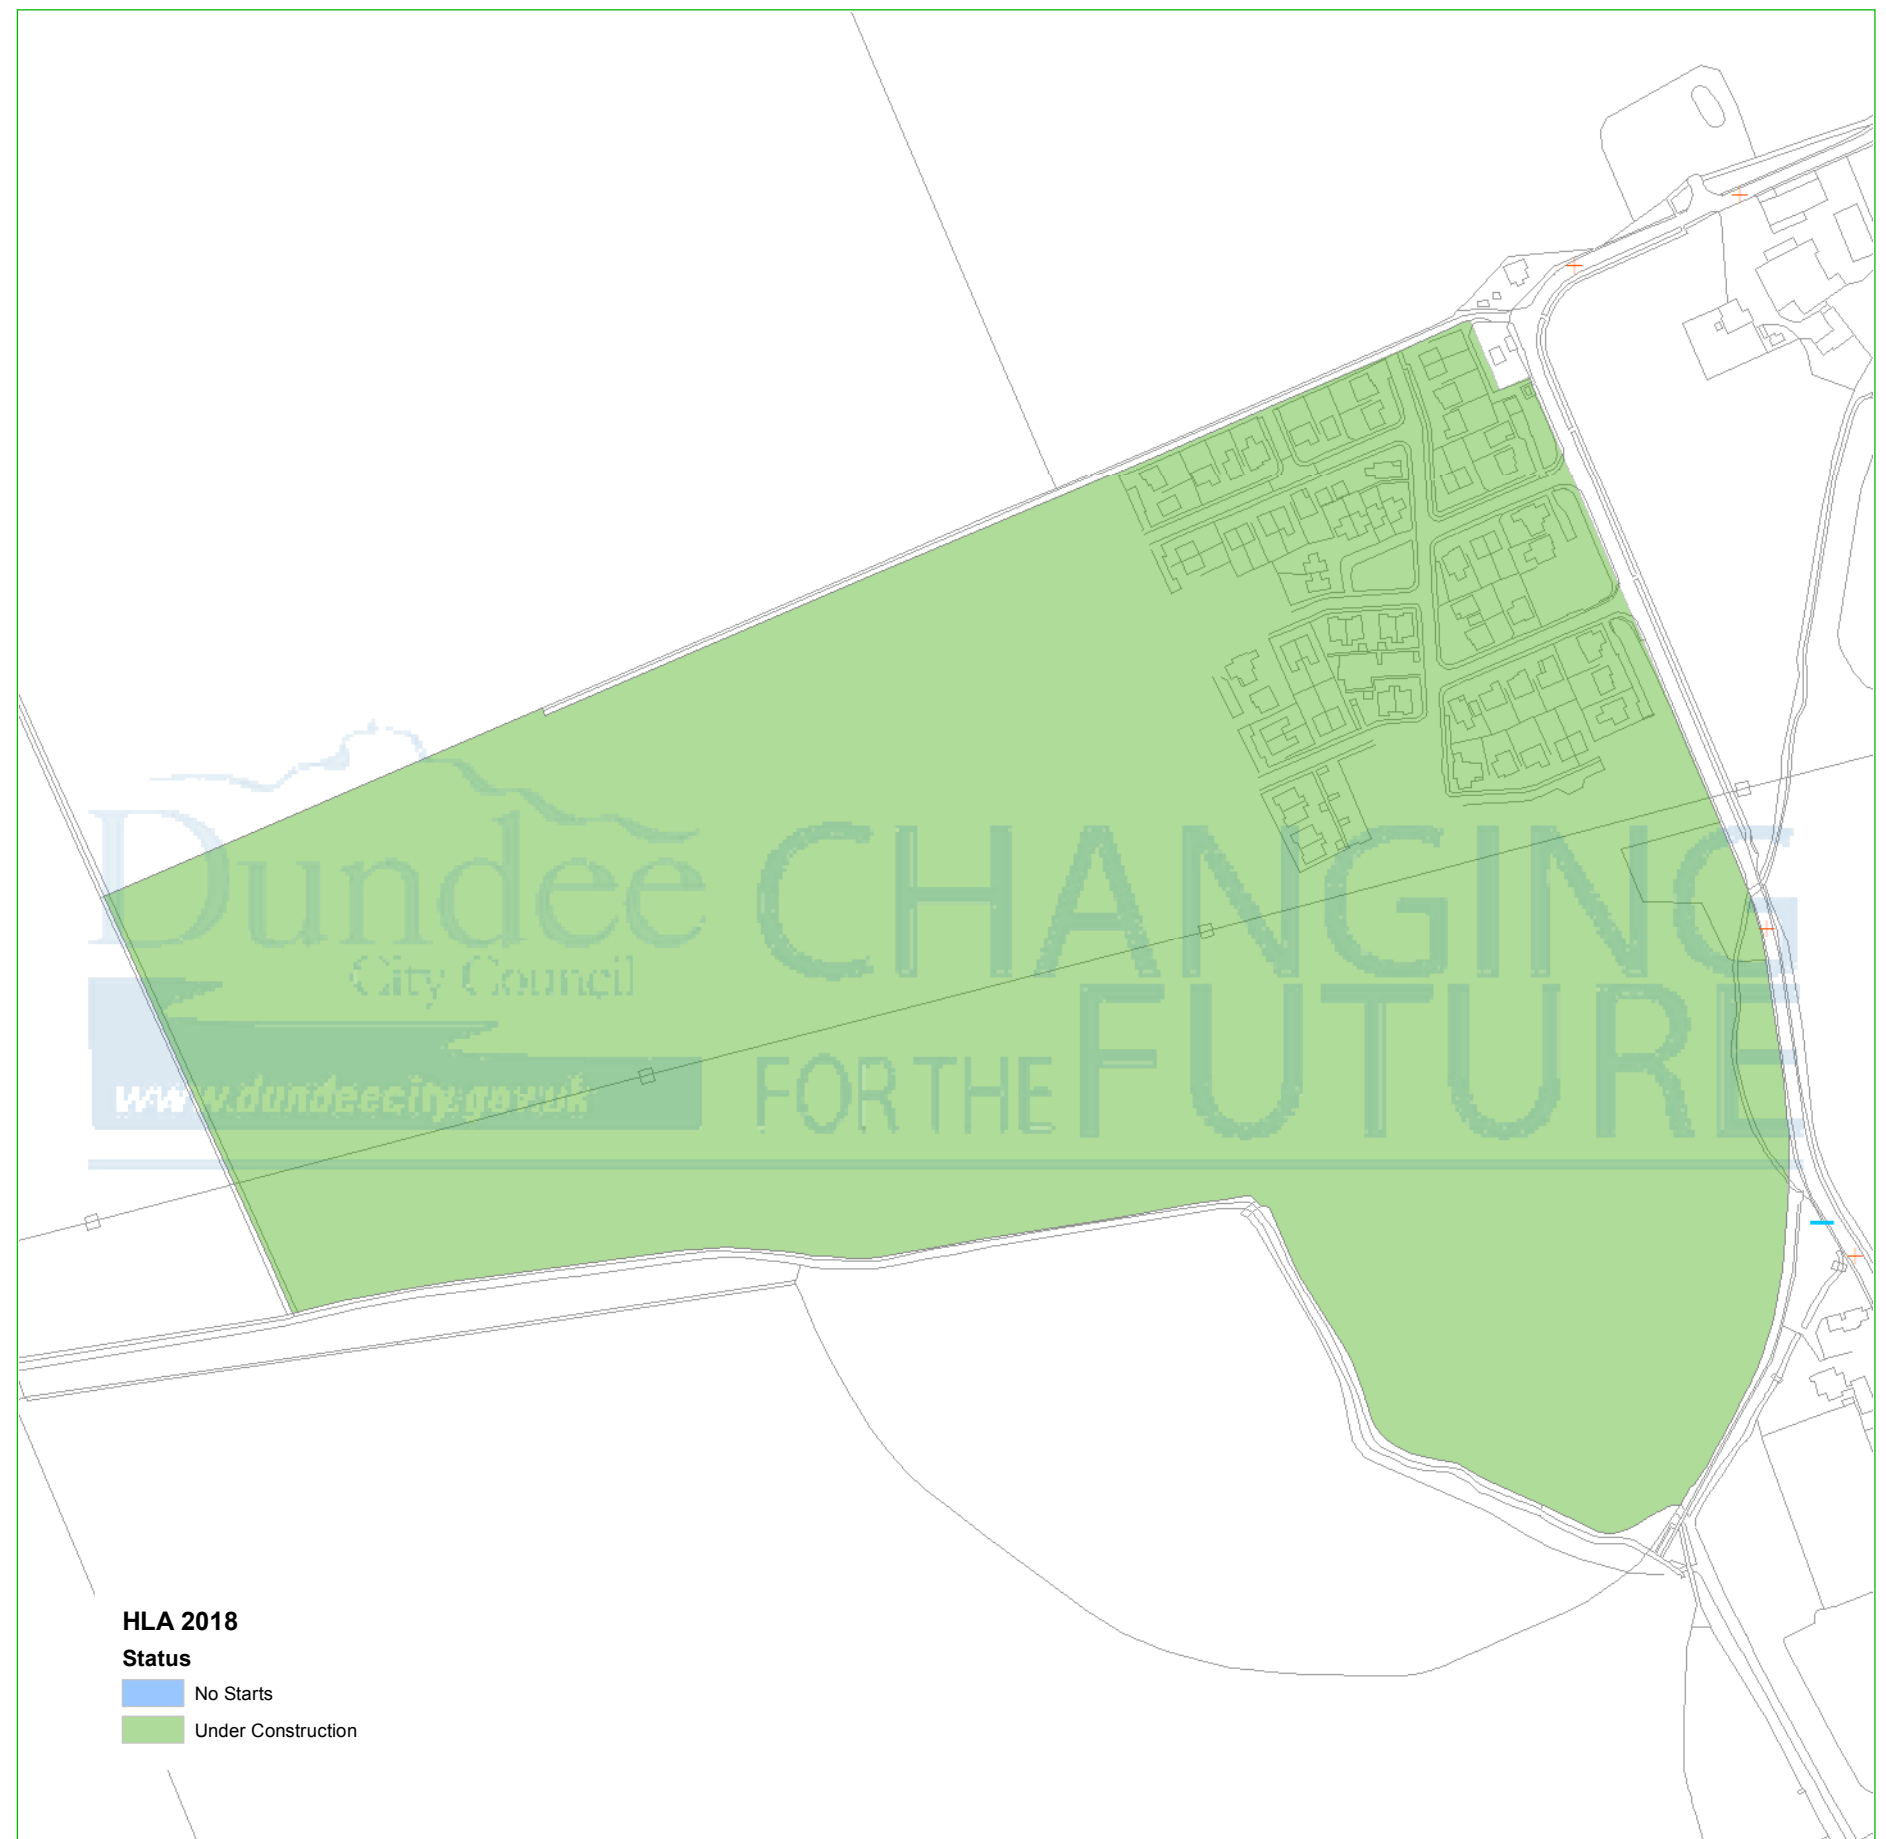 Dundee
City Council
www.dundeecity.gov.uk
CHANGING
FOR THE FUTURE
HLA 2018
Status
No Starts
Under Construction